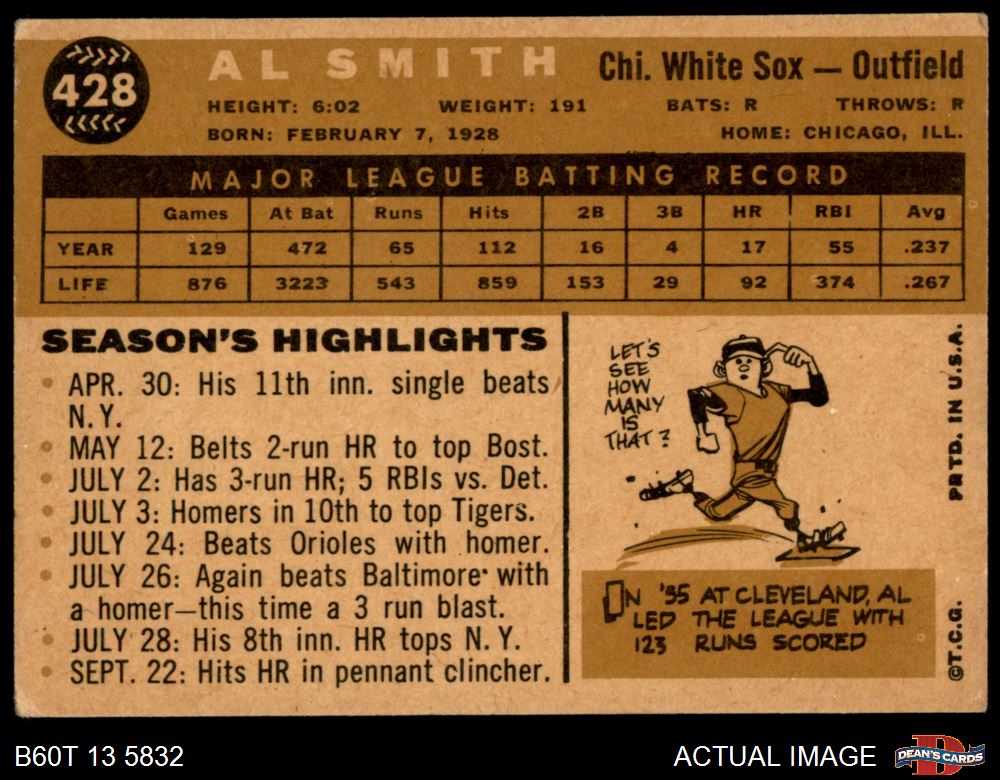 428
AL SMITH
Chi. White Sox — Outfield
HEIGHT: 6:02 WEIGHT: 191 BATS: R THROWS: R
BORN: FEBRUARY 7, 1928 HOME: CHICAGO, ILL.
MAJOR LEAGUE BATTING RECORD
Games At Bat Runs Hits 2B 3B HR RBI Avg
YEAR 129 472 65 112 16 4 17 55 .237
LIFE 876 3223 543 859 153 29 92 374 .267
SEASON'S HIGHLIGHTS
• APR. 30: His 11th inn. single beats
N.Y.
• MAY 12: Belts 2-run HR to top Bost.
• JULY 2: Has 3-run HR; 5 RBIs vs. Det.
• JULY 3: Homers in 10th to top Tigers.
• JULY 24: Beats Orioles with homer.
• JULY 26: Again beats Baltimore with
a homer—this time a 3 run blast.
• JULY 28: His 8th inn. HR tops N. Y.
• SEPT. 22: Hits HR in pennant clincher.
LET'S
SEE
HOW
MANY
IS
THAT?
IN '55 AT CLEVELAND, AL
LED THE LEAGUE WITH
123 RUNS SCORED
PRTD. IN U.S.A.
©T.C.G.
B60T 13 5832
ACTUAL IMAGE
D
DEAN'S CARDS